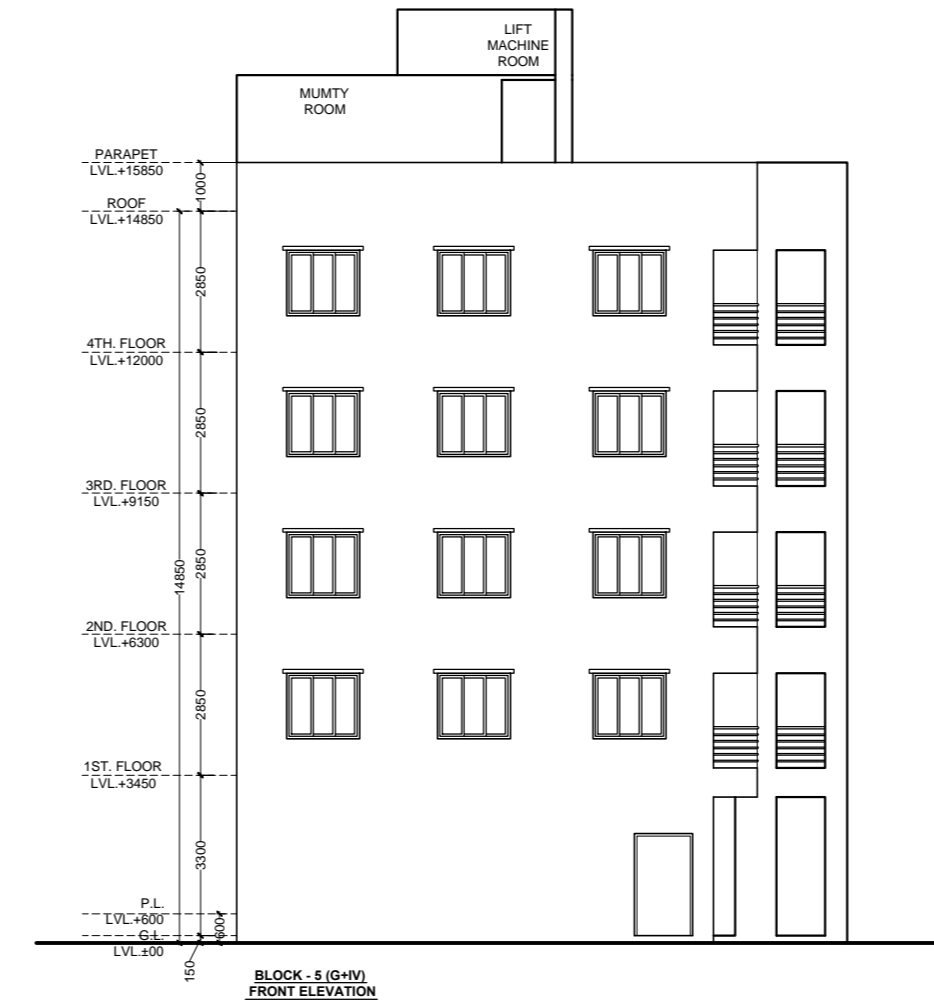 LIFT
MACHINE
ROOM
MUMTY
ROOM
PARAPET
LVL.+15850
1000
ROOF
LVL.+14850
2850
4TH. FLOOR
LVL.+12000
2850
3RD. FLOOR
LVL.+9150
14850
2850
2ND. FLOOR
LVL.+6300
2850
1ST. FLOOR
LVL.+3450
3300
P.L.
LVL.+600
600
G.L.
LVL.±00
150
BLOCK - 5 (G+IV)
FRONT ELEVATION